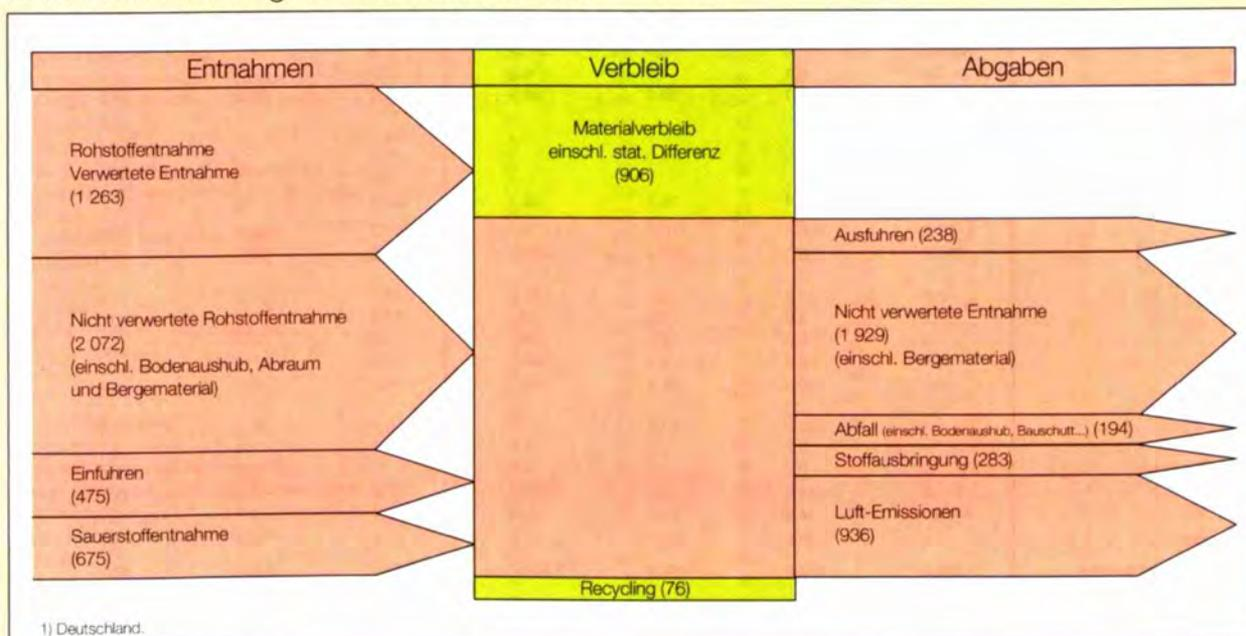 Entnahmen
Verbleib
Abgaben
Rohstoffentnahme
Verwertete Entnahme
(1 263)
Nicht verwertete Rohstoffentnahme
(2 072)
(einschl. Bodenaushub, Abraum
und Bergematerial)
Einfuhren
(475)
Sauerstoffentnahme
(675)
Materialverbleib
einschl. stat. Differenz
(906)
Recycling (76)
Ausfuhren (238)
Nicht verwertete Entnahme
(1 929)
(einschl. Bergematerial)
Abfall (einschl. Bodenaushub, Bauschutt...) (194)
Stoffausbringung (283)
Luft-Emissionen
(936)
1) Deutschland.